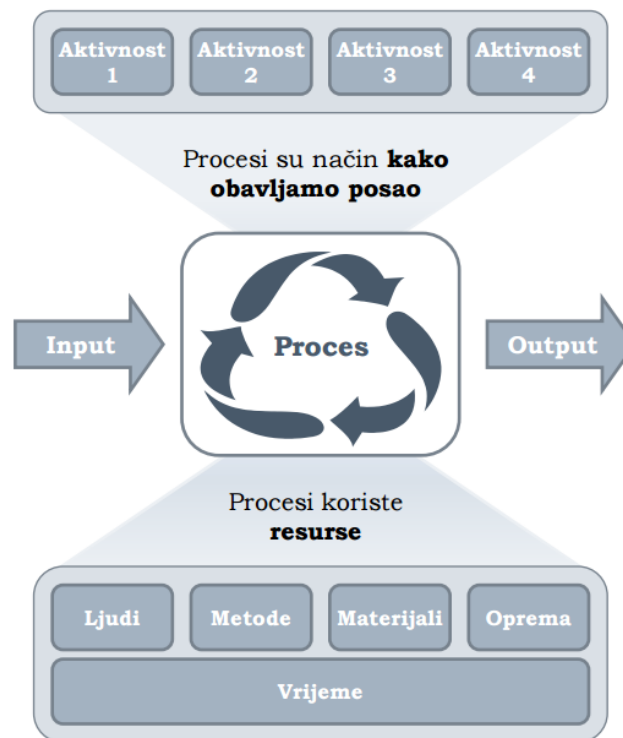 Aktivnost 1
Aktivnost 2
Aktivnost 3
Aktivnost 4
Procesi su način kako
obavljamo posao
Input
Proces
Output
Procesi koriste
resurse
Ljudi
Metode
Materijali
Oprema
Vrijeme